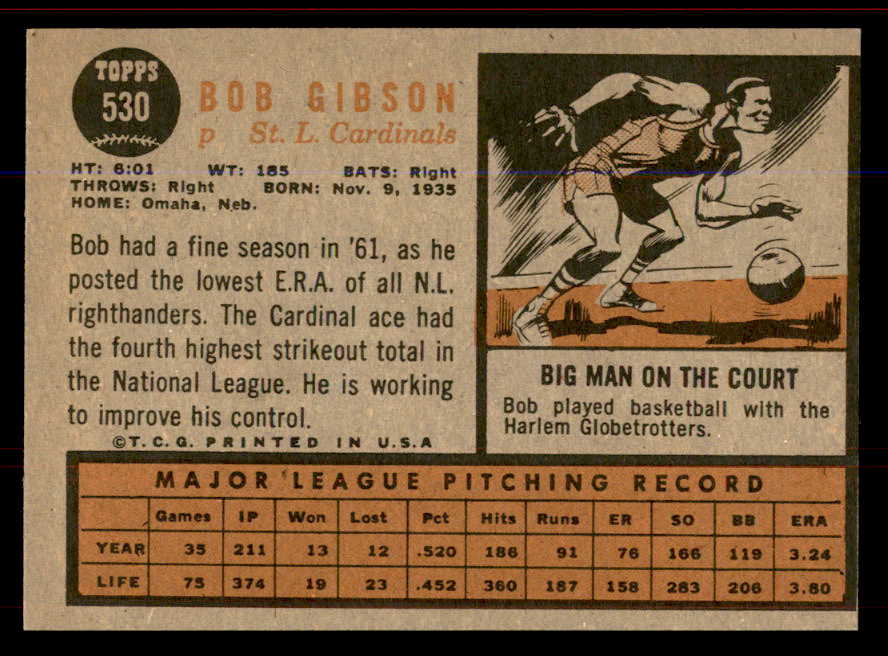 TOPPS
530
BOB GIBSON
p St. L. Cardinals
HT: 6:01 WT: 185 BATS: Right
THROWS: Right BORN: Nov. 9, 1935
HOME: Omaha, Neb.
Bob had a fine season in '61, as he
posted the lowest E.R.A. of all N.L.
righthanders. The Cardinal ace had
the fourth highest strikeout total in
the National League. He is working
to improve his control.
©T.C.G. PRINTED IN U.S.A
BIG MAN ON THE COURT
Bob played basketball with the
Harlem Globetrotters.
MAJOR LEAGUE PITCHING RECORD
Games IP Won Lost Pct Hits Runs ER SO BB ERA
YEAR 35 211 13 12 .520 186 91 76 166 119 3.24
LIFE 75 374 19 23 .452 360 187 158 283 206 3.80